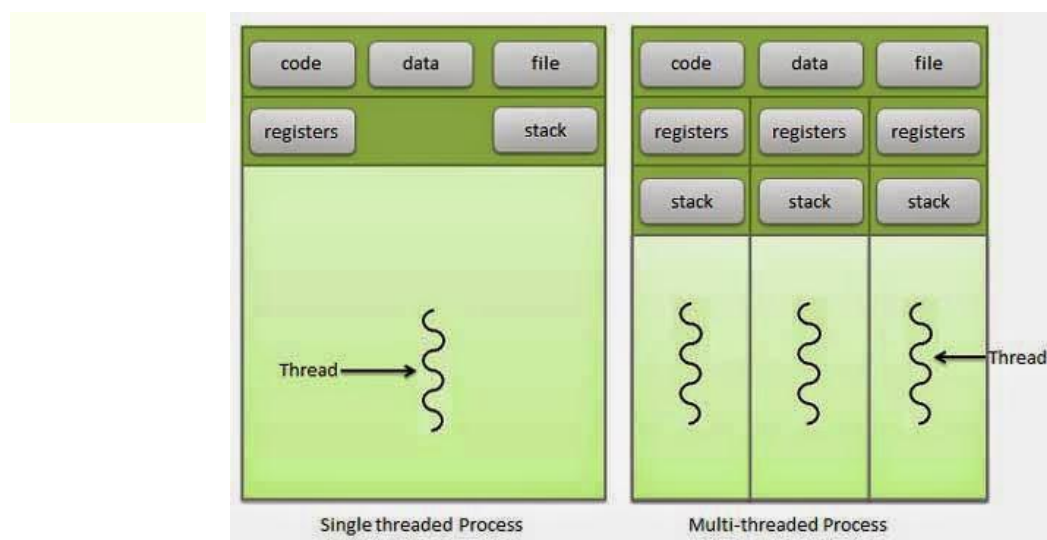 code data file
registers stack
Thread
Single threaded Process
code data file
registers registers registers
stack stack stack
Thread
Multi-threaded Process